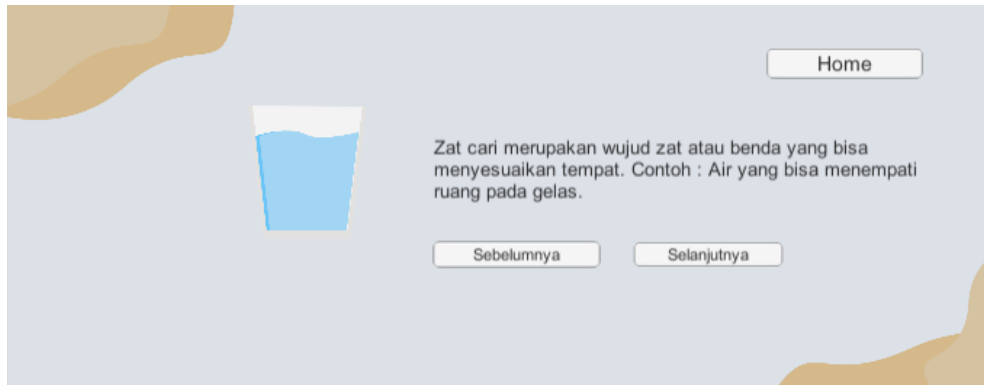 Home
Zat cari merupakan wujud zat atau benda yang bisa
menyesuaikan tempat. Contoh : Air yang bisa menempati
ruang pada gelas.
Sebelumnya
Selanjutnya